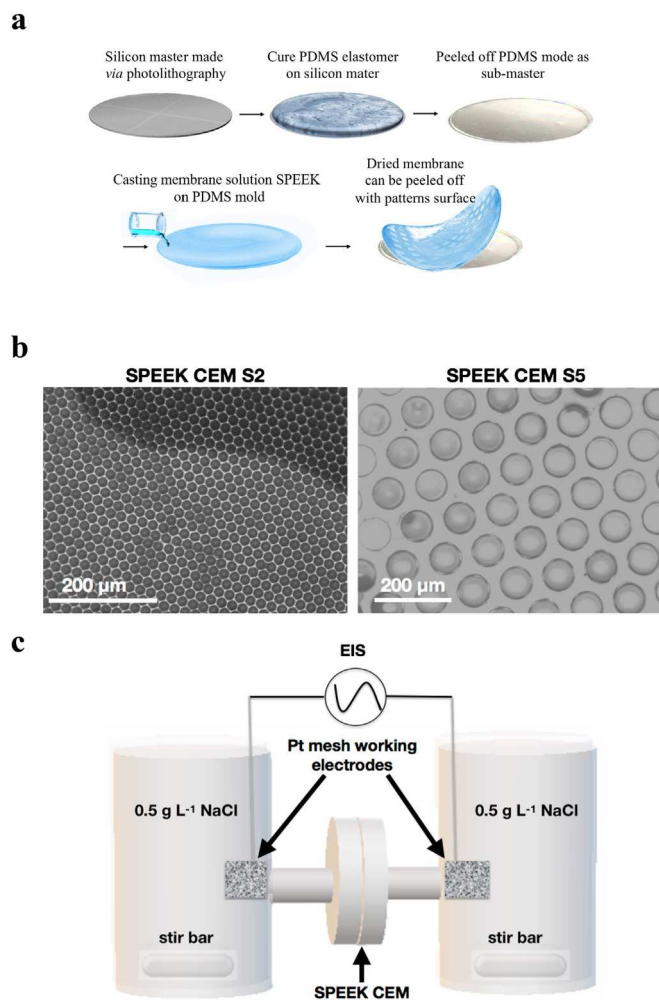 a
Silicon master made
via photolithography
Cure PDMS elastomer
on silicon mater
Peeled off PDMS mode as
sub-master
Casting membrane solution SPEEK
on PDMS mold
Dried membrane
can be peeled off
with patterns surface
b
SPEEK CEM S2
SPEEK CEM S5
200 µm
200 µm
c
EIS
Pt mesh working
electrodes
0.5 g L⁻¹ NaCl
0.5 g L⁻¹ NaCl
stir bar
stir bar
SPEEK CEM